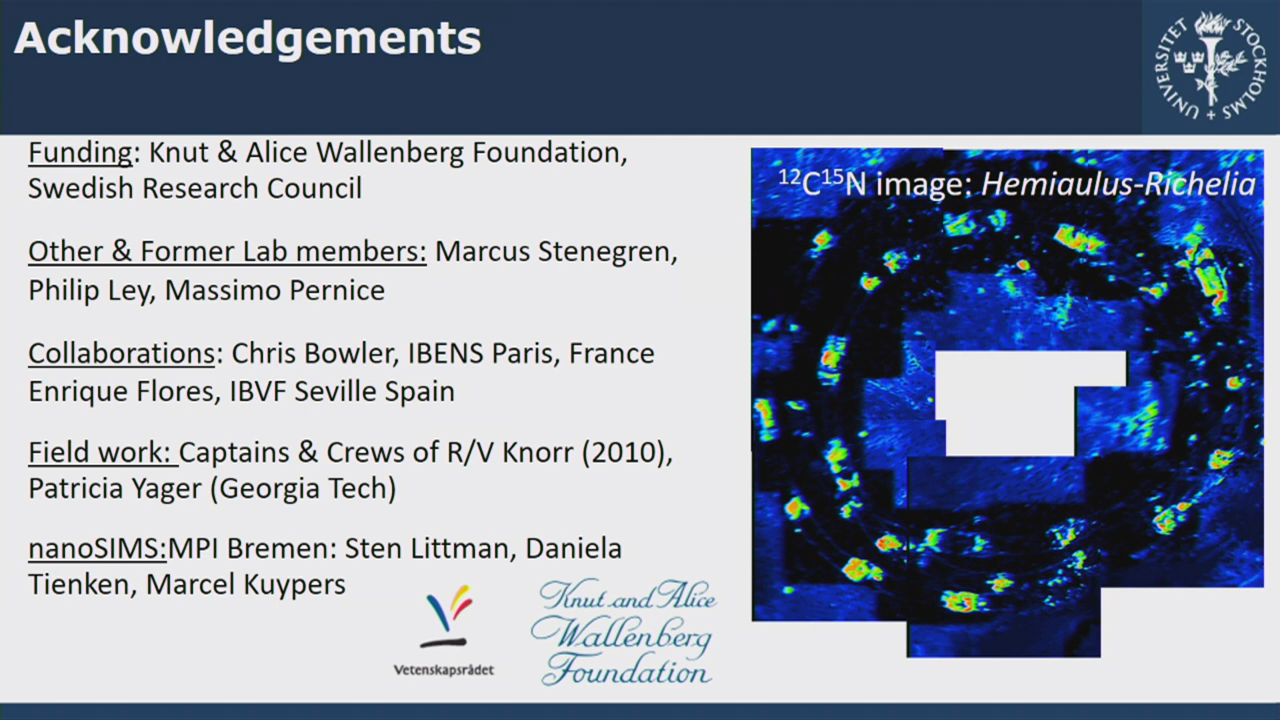 Acknowledgements
UNIVERSITET STOCKHOLMS
Funding: Knut & Alice Wallenberg Foundation,
Swedish Research Council
Other & Former Lab members: Marcus Stenegren,
Philip Ley, Massimo Pernice
Collaborations: Chris Bowler, IBENS Paris, France
Enrique Flores, IBVF Seville Spain
Field work: Captains & Crews of R/V Knorr (2010),
Patricia Yager (Georgia Tech)
nanoSIMS:MPI Bremen: Sten Littman, Daniela
Tienken, Marcel Kuypers
Vetenskapsrådet
Knut and Alice
Wallenberg
Foundation
¹²C¹⁵N image: Hemiaulus-Richelia